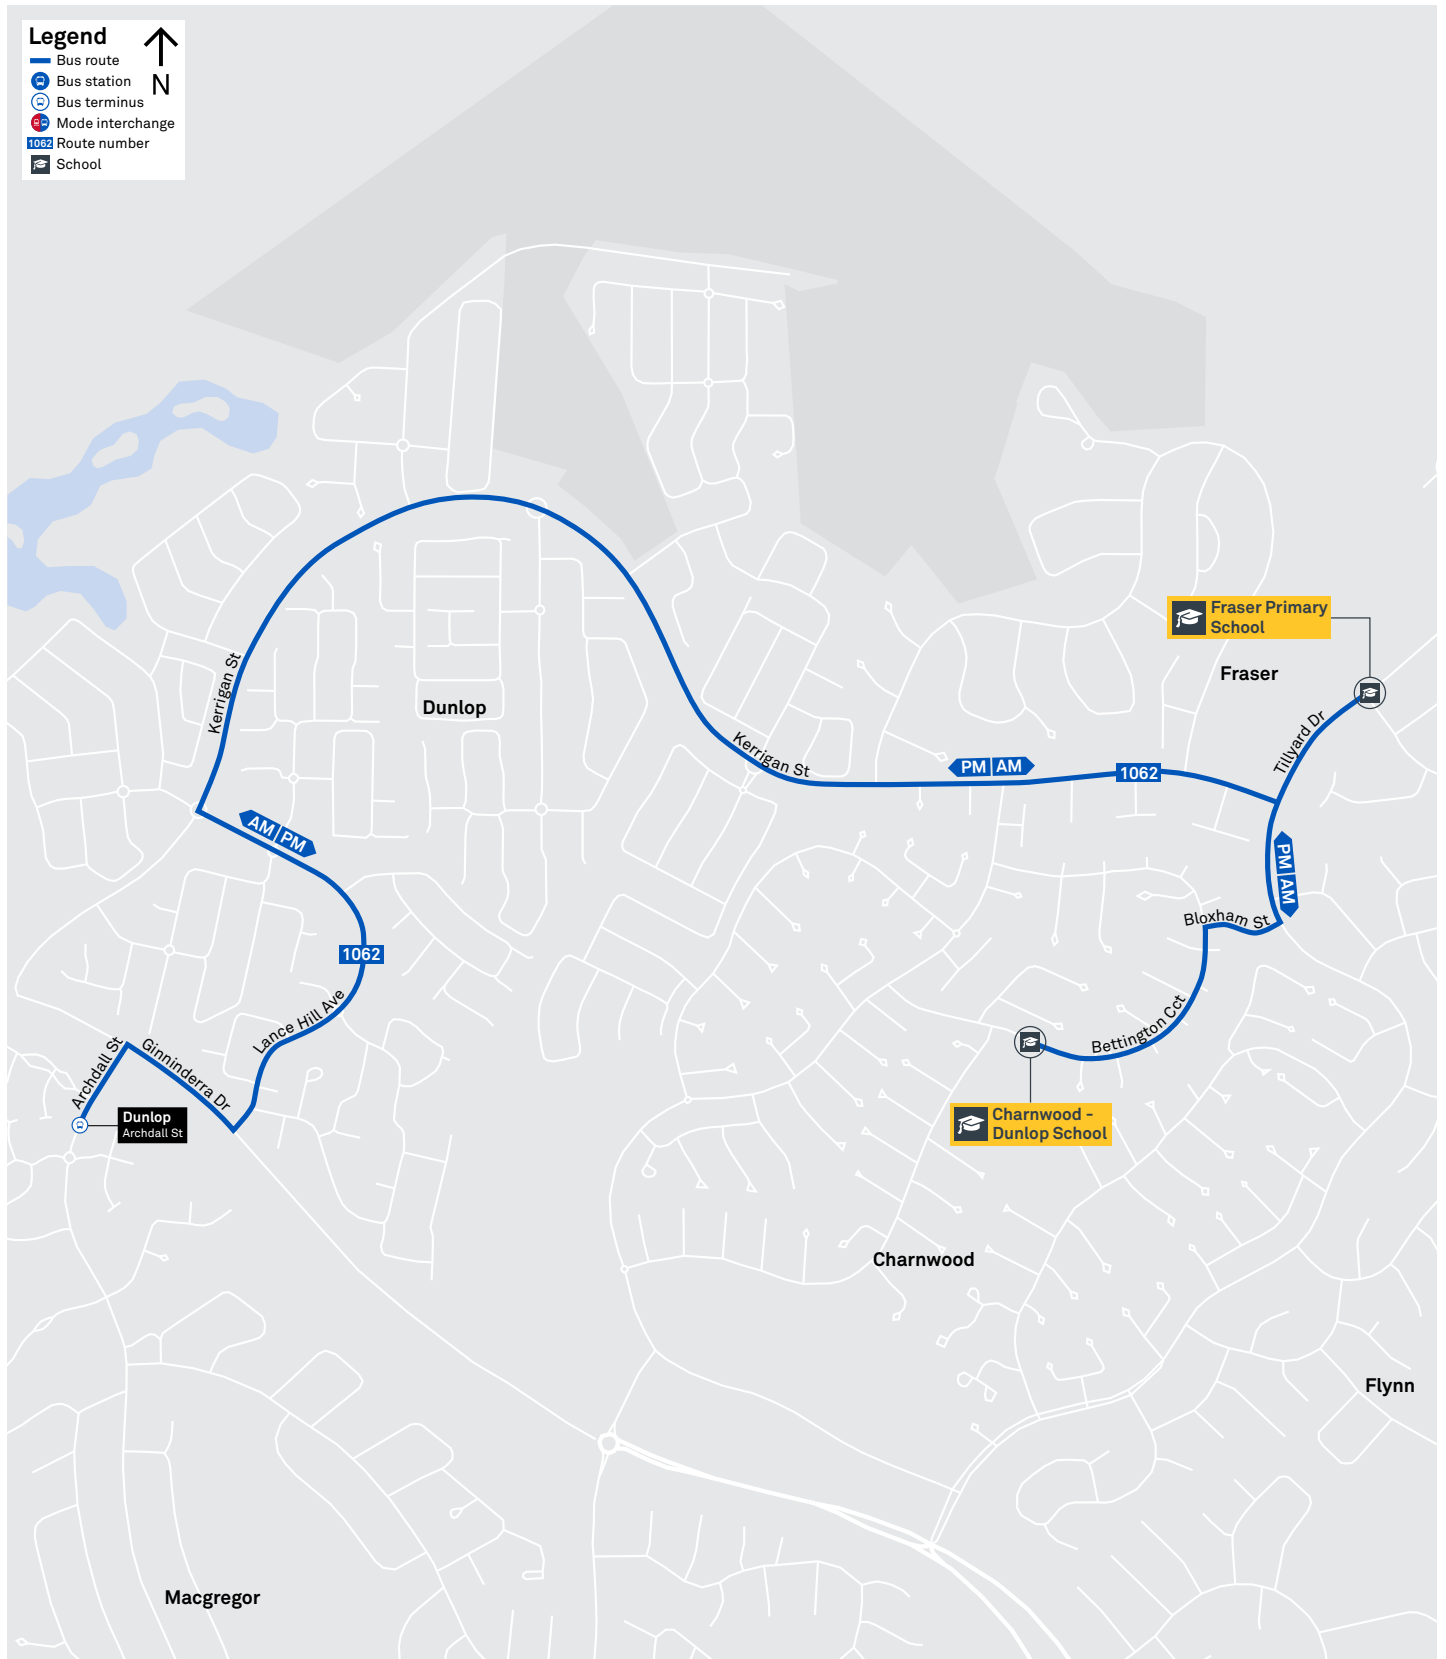 Legend
N
Bus route
Bus station
Bus terminus
Mode interchange
1062 Route number
School
Fraser Primary
School
Fraser
Tillyard Dr
Kerrigan St
Dunlop
Kerrigan St
PM AM
1062
AM PM
PM AM
Bloxham St
1062
Lance Hill Ave
Bettington Cct
Archdall St
Ginninderra Dr
Dunlop
Archdall St
Charnwood -
Dunlop School
Charnwood
Flynn
Macgregor